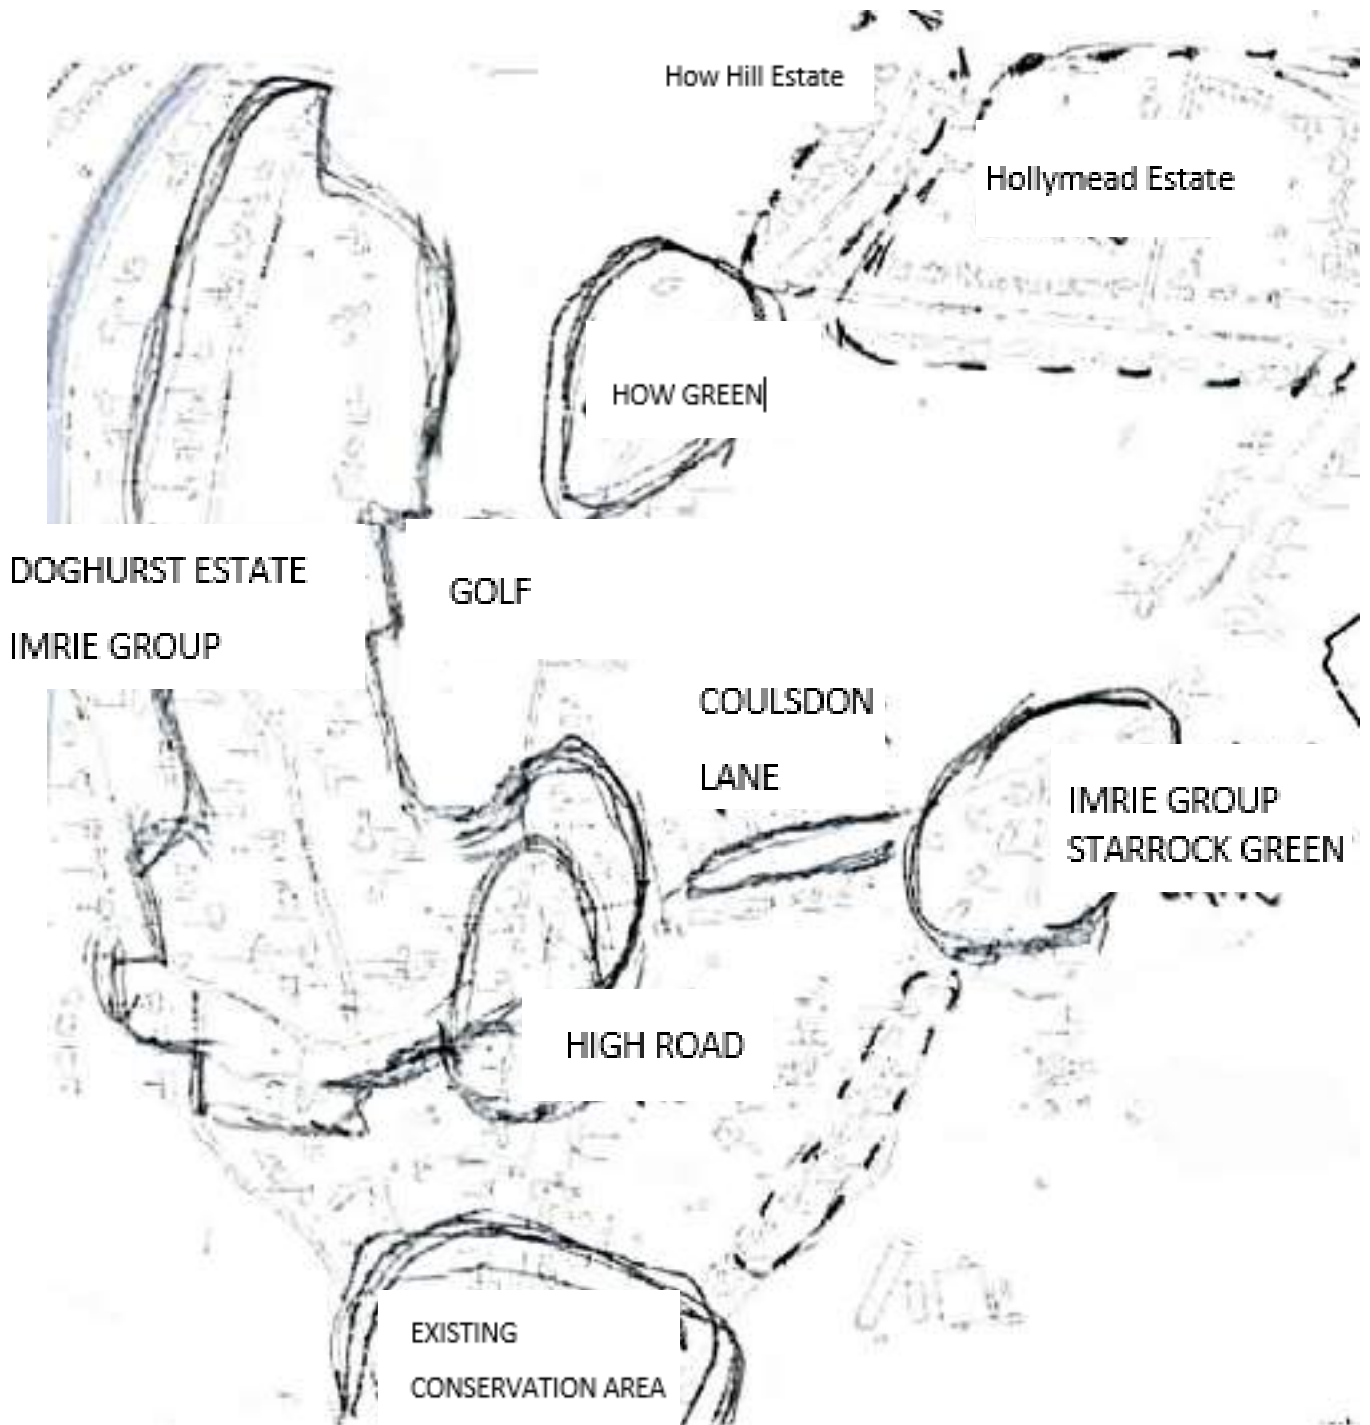 How Hill Estate
Hollymead Estate
HOW GREEN
DOGHURST ESTATE
IMRIE GROUP
GOLF
COULSDON
LANE
IMRIE GROUP
STARROCK GREEN
HIGH ROAD
EXISTING
CONSERVATION AREA